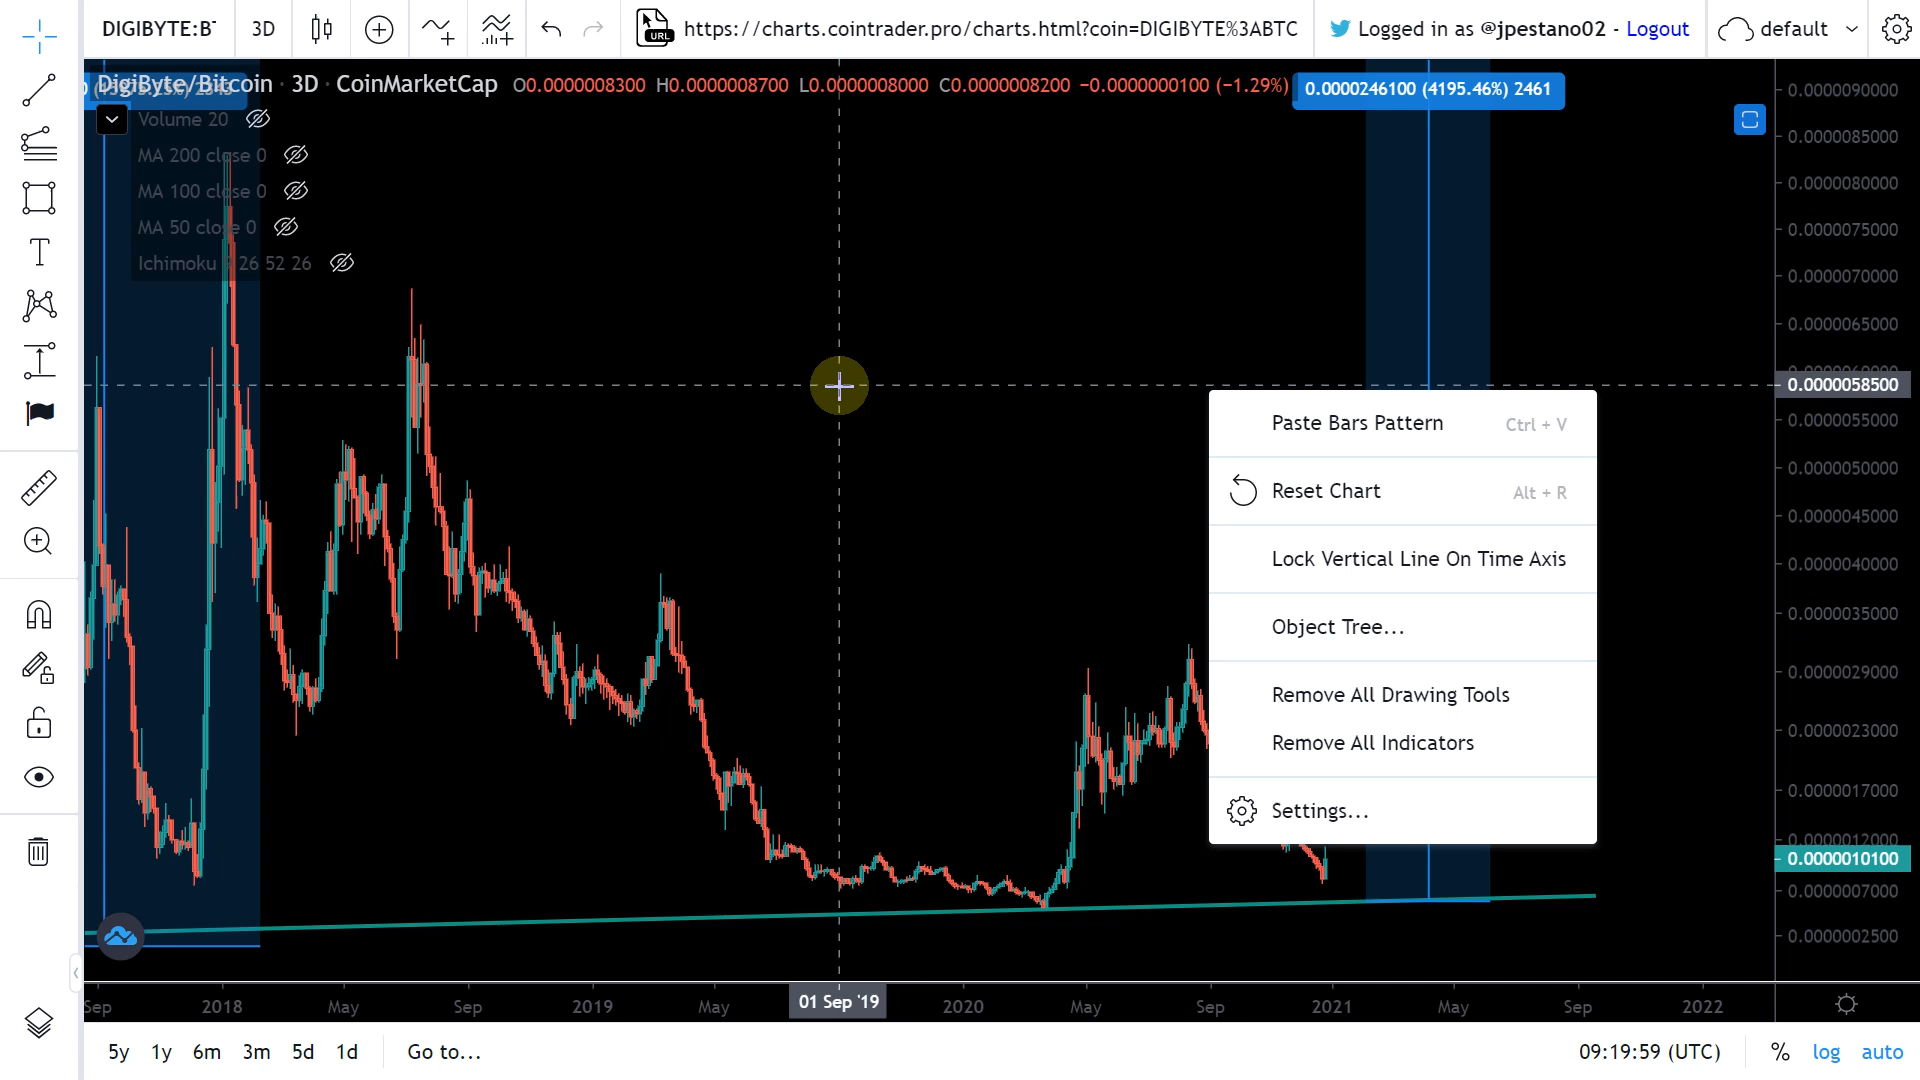 DIGIBYTE:B
3D
URL
https://charts.cointrader.pro/charts.html?coin=DIGIBYTE%3ABTC
Logged in as @jpestano02 - Logout
default
DigiByte/Bitcoin · 3D · CoinMarketCap O0.0000008300 H0.0000008700 L0.0000008000 C0.0000008200 −0.0000000100 (−1.29%)
0.0000246100 (4195.46%) 2461
Volume 20
MA 200 close 0
MA 100 close 0
MA 50 close 0
Ichimoku 9 26 52 26
0.0000090000
0.0000085000
0.0000080000
0.0000075000
0.0000070000
0.0000065000
0.0000058500
0.0000055000
0.0000050000
0.0000045000
0.0000040000
0.0000035000
0.0000029000
0.0000023000
0.0000017000
0.0000012000
0.0000010100
0.0000007000
0.0000002500
Paste Bars Pattern Ctrl + V
Reset Chart Alt + R
Lock Vertical Line On Time Axis
Object Tree...
Remove All Drawing Tools
Remove All Indicators
Settings...
Sep 2018 May Sep 2019 May 01 Sep '19 2020 May Sep 2021 May Sep 2022
5y 1y 6m 3m 5d 1d Go to... 09:19:59 (UTC) % log auto